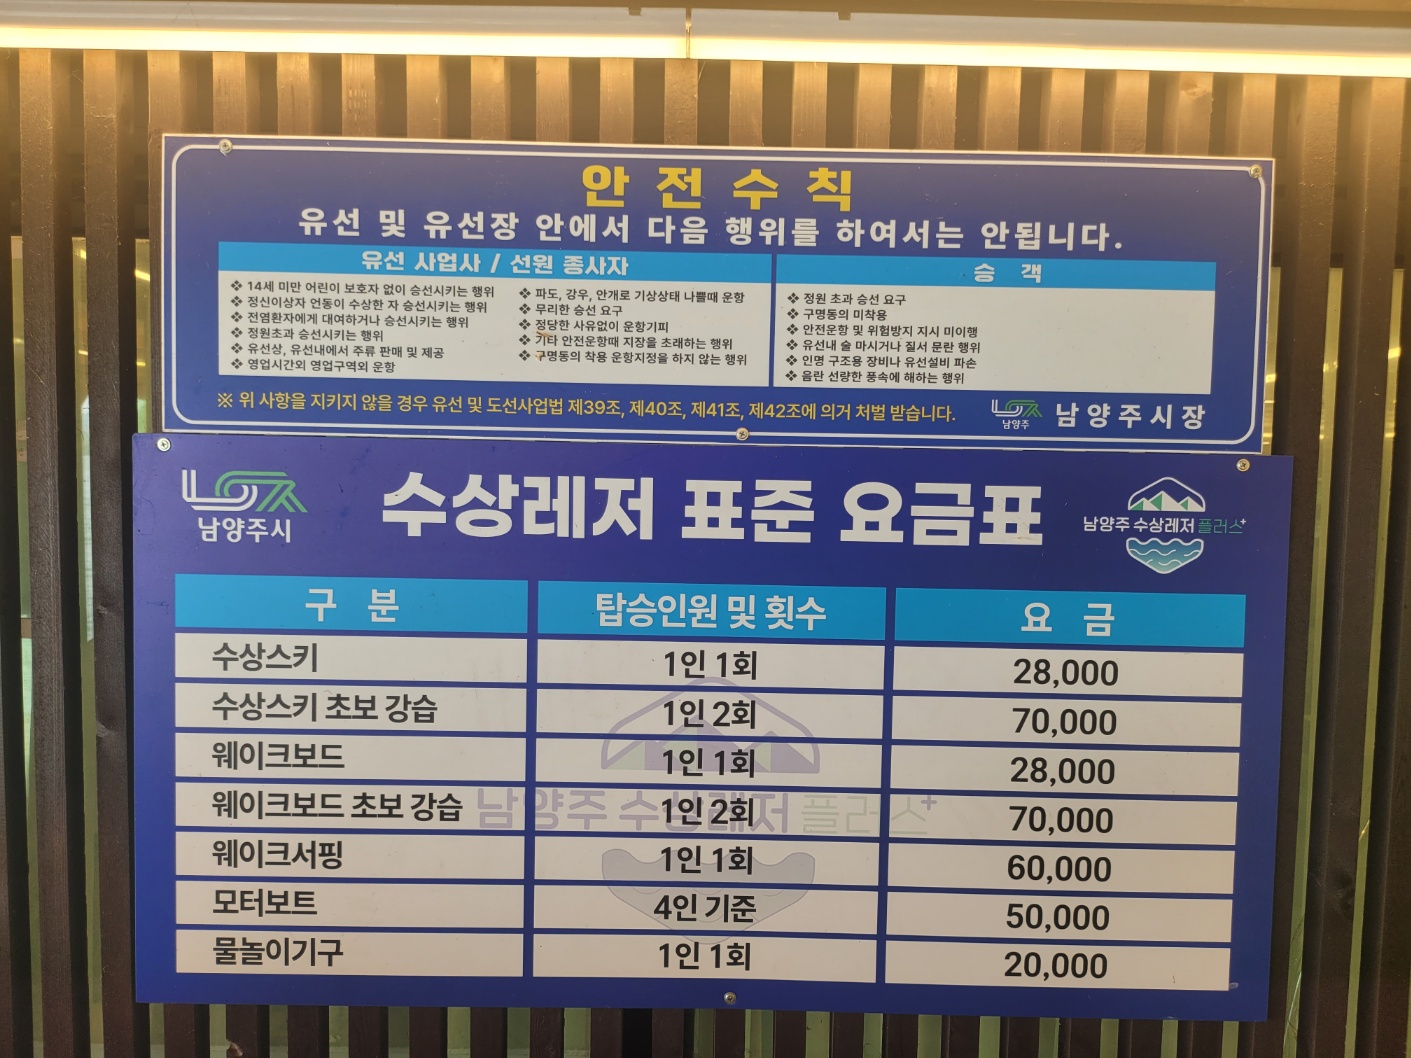 안전수칙
유선 및 유선장 안에서 다음 행위를 하여서는 안됩니다.
유선 사업사 / 선원 종사자
❖ 14세 미만 어린이 보호자 없이 승선시키는 행위
❖ 정신이상자 언동이 수상한 자 승선시키는 행위
❖ 전염환자에게 대여하거나 승선시키는 행위
❖ 정원초과 승선시키는 행위
❖ 유선상, 유선내에서 주류 판매 및 제공
❖ 영업시간외 영업구역외 운항
❖ 파도, 강우, 안개로 기상상태 나쁠때 운항
❖ 무리한 승선 요구
❖ 정당한 사유없이 운항기피
❖ 기타 안전운항때 지장을 초래하는 행위
❖ 구명동의 착용 운항지정을 하지 않는 행위
승 객
❖ 정원 초과 승선 요구
❖ 구명동의 미착용
❖ 안전운항 및 위험방지 지시 미이행
❖ 유선내 술 마시거나 질서 문란 행위
❖ 인명 구조용 장비나 유선설비 파손
❖ 음란 선량한 풍속에 해하는 행위
※ 위 사항을 지키지 않을 경우 유선 및 도선사업법 제39조, 제40조, 제41조, 제42조에 의거 처벌 받습니다.
남양주
남양주시장
남양주시
수상레저 표준 요금표
남양주 수상레저 플러스+
구 분 탑승인원 및 횟수 요 금
수상스키 1인 1회 28,000
수상스키 초보 강습 1인 2회 70,000
웨이크보드 1인 1회 28,000
웨이크보드 초보 강습 1인 2회 70,000
웨이크서핑 1인 1회 60,000
모터보트 4인 기준 50,000
물놀이기구 1인 1회 20,000
남양주 수상레저 플러스+